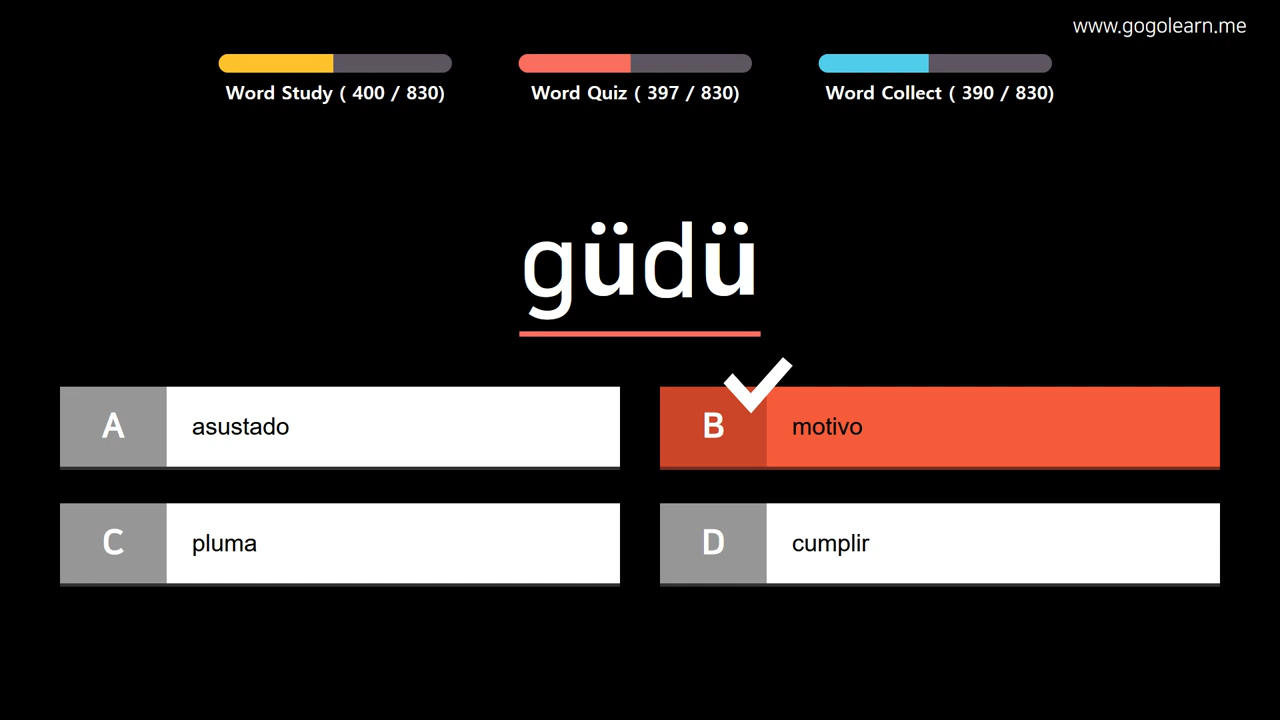 www.gogolearn.me
Word Study ( 400 / 830)
Word Quiz ( 397 / 830)
Word Collect ( 390 / 830)
güdü
A asustado
B motivo
C pluma
D cumplir